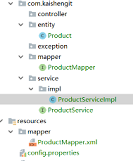 com.kaishengit
controller
entity
Product
exception
mapper
ProductMapper
service
impl
ProductServiceImpl
ProductService
resources
mapper
ProductMapper.xml
config.properties